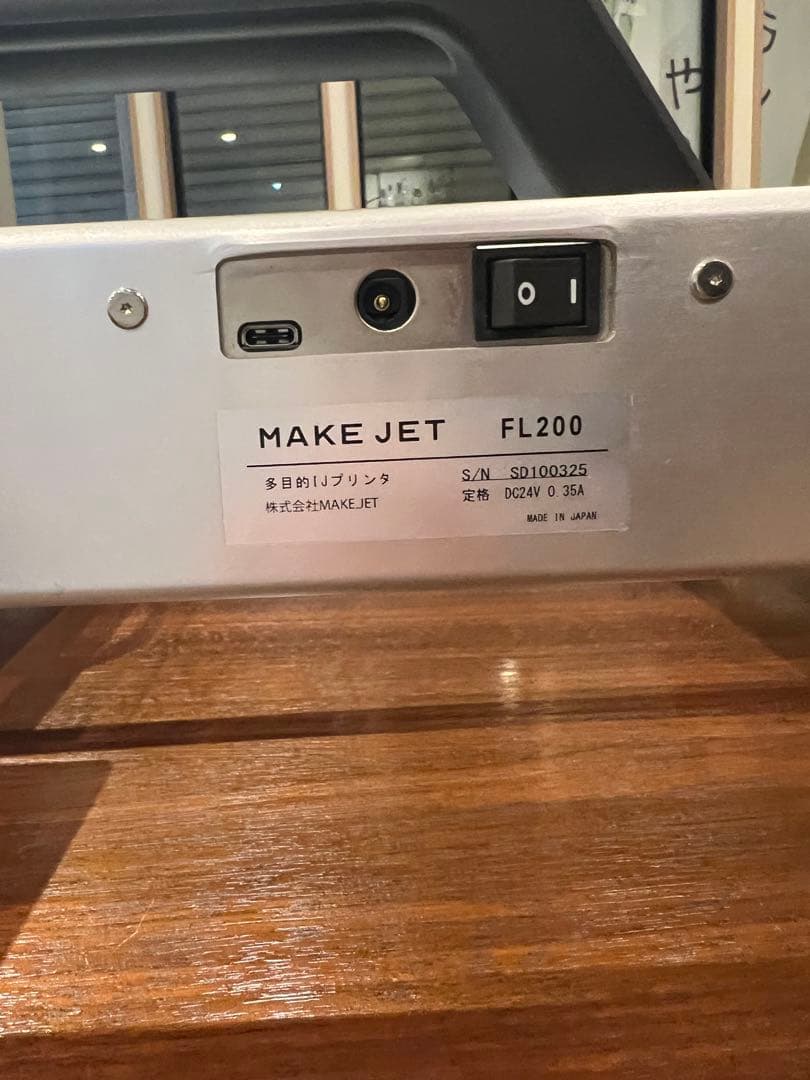 や
O I
MAKE JET FL200
多目的IJプリンタ
S/N SD100325
株式会社MAKEJET
定格 DC24V 0.35A
MADE IN JAPAN